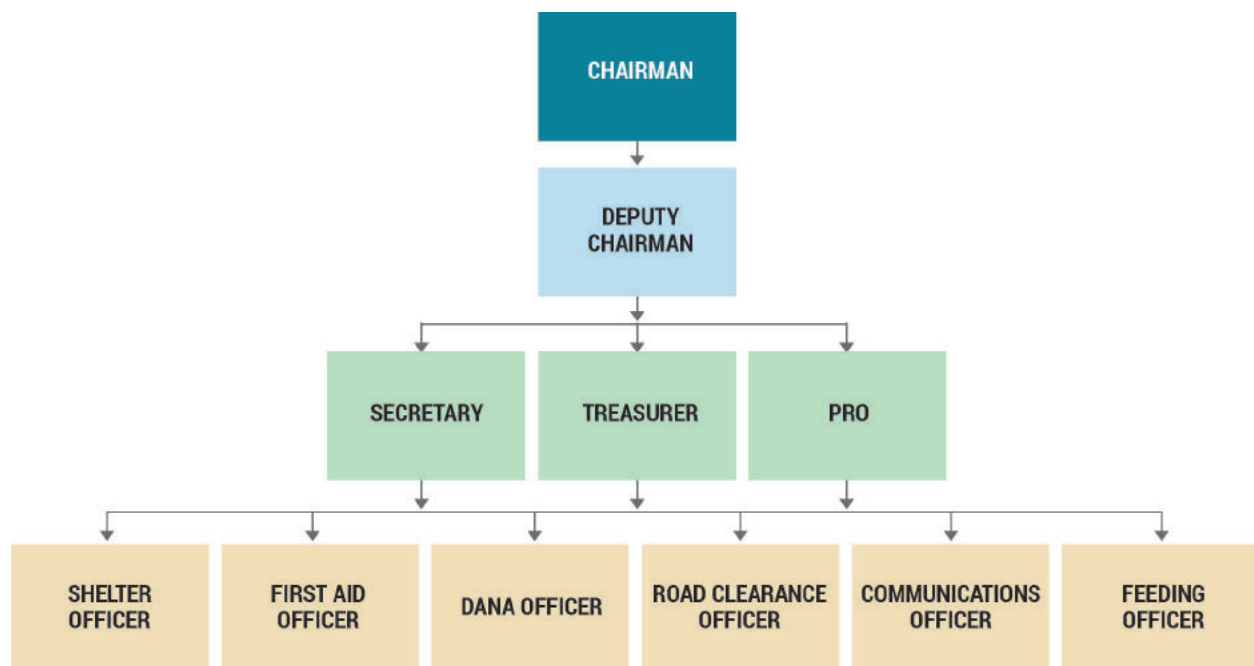 CHAIRMAN
DEPUTY
CHAIRMAN
SECRETARY
TREASURER
PRO
SHELTER
OFFICER
FIRST AID
OFFICER
DANA OFFICER
ROAD CLEARANCE
OFFICER
COMMUNICATIONS
OFFICER
FEEDING
OFFICER